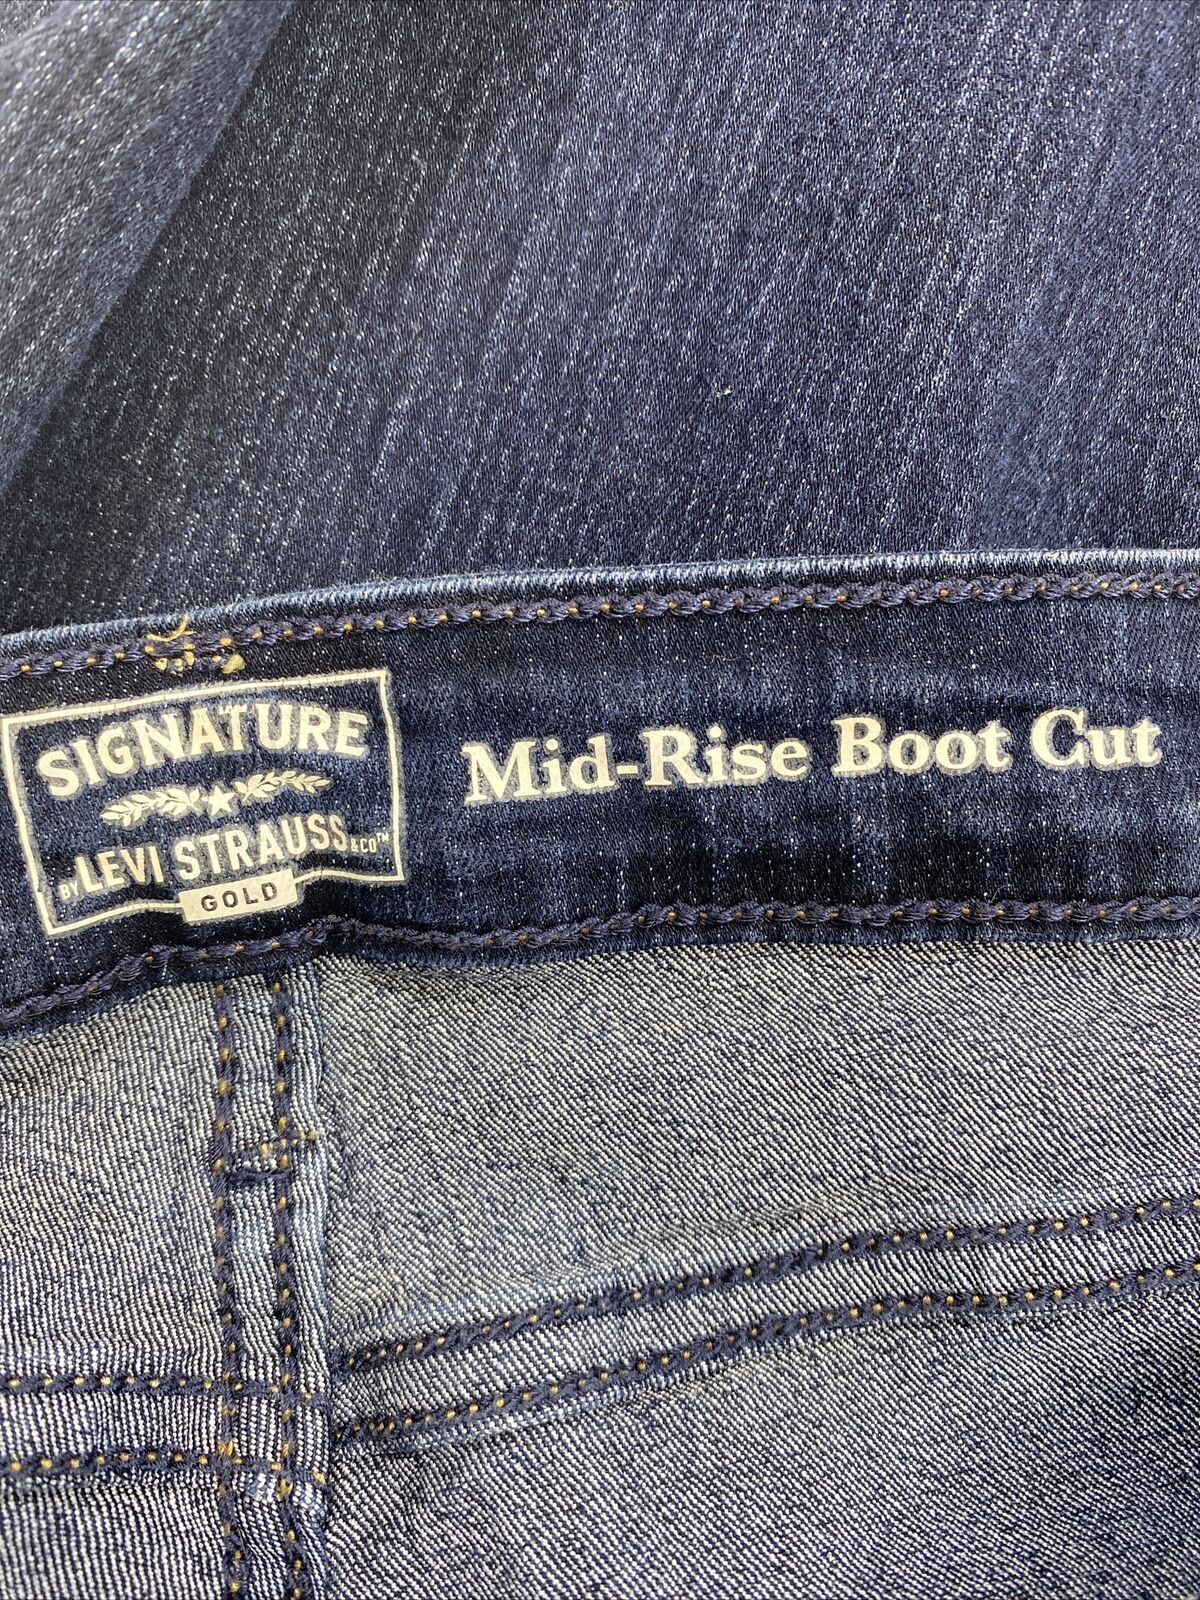 SIGNATURE
BY LEVI STRAUSS & CO™
GOLD
Mid-Rise Boot Cut